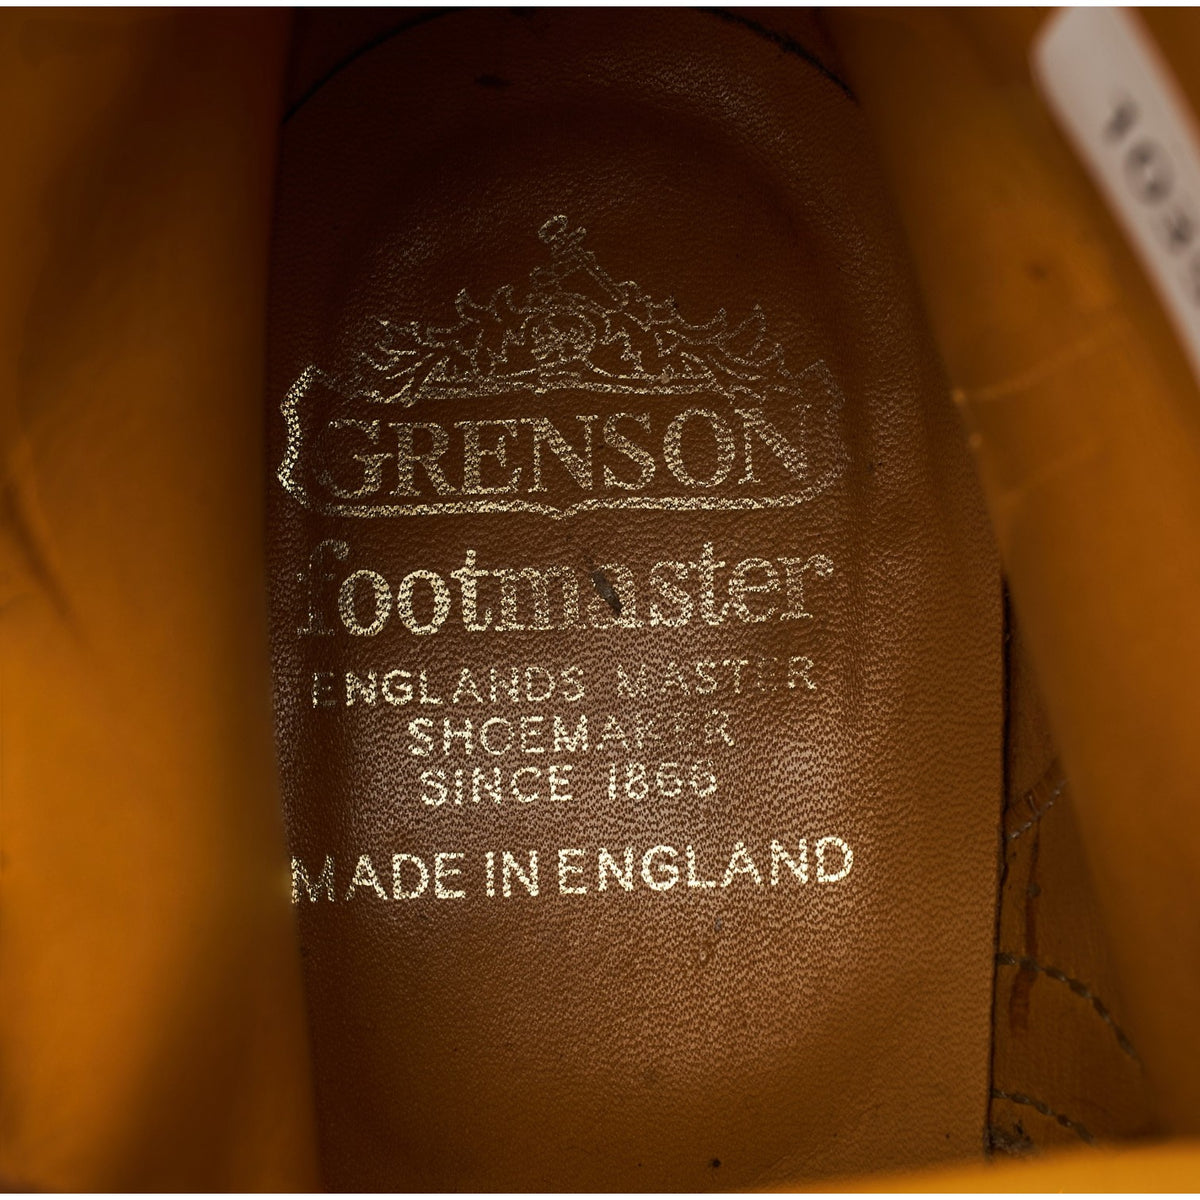 GRENSON
footmaster
ENGLANDS MASTER
SHOEMAKER
SINCE 1866
MADE IN ENGLAND